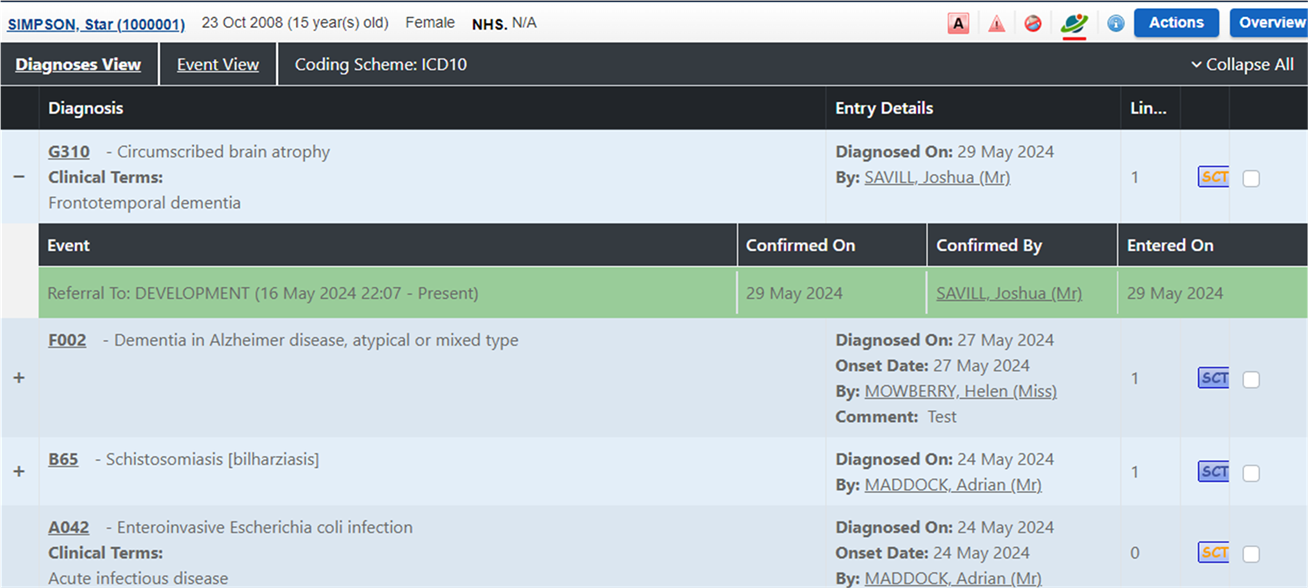 SIMPSON, Star (1000001) 23 Oct 2008 (15 year(s) old) Female NHS. N/A A Actions Overview
Diagnoses View Event View Coding Scheme: ICD10 Collapse All
Diagnosis Entry Details Lin...
G310 - Circumscribed brain atrophy Diagnosed On: 29 May 2024
Clinical Terms: By: SAVILL, Joshua (Mr) 1 SCT
Frontotemporal dementia
Event Confirmed On Confirmed By Entered On
Referral To: DEVELOPMENT (16 May 2024 22:07 - Present) 29 May 2024 SAVILL, Joshua (Mr) 29 May 2024
F002 - Dementia in Alzheimer disease, atypical or mixed type Diagnosed On: 27 May 2024
Onset Date: 27 May 2024
1 SCT
By: MOWBERRY, Helen (Miss)
Comment: Test
B65 - Schistosomiasis [bilharziasis] Diagnosed On: 24 May 2024
1 SCT
By: MADDOCK, Adrian (Mr)
A042 - Enteroinvasive Escherichia coli infection Diagnosed On: 24 May 2024
Clinical Terms: Onset Date: 24 May 2024 0 SCT
Acute infectious disease By: MADDOCK, Adrian (Mr)